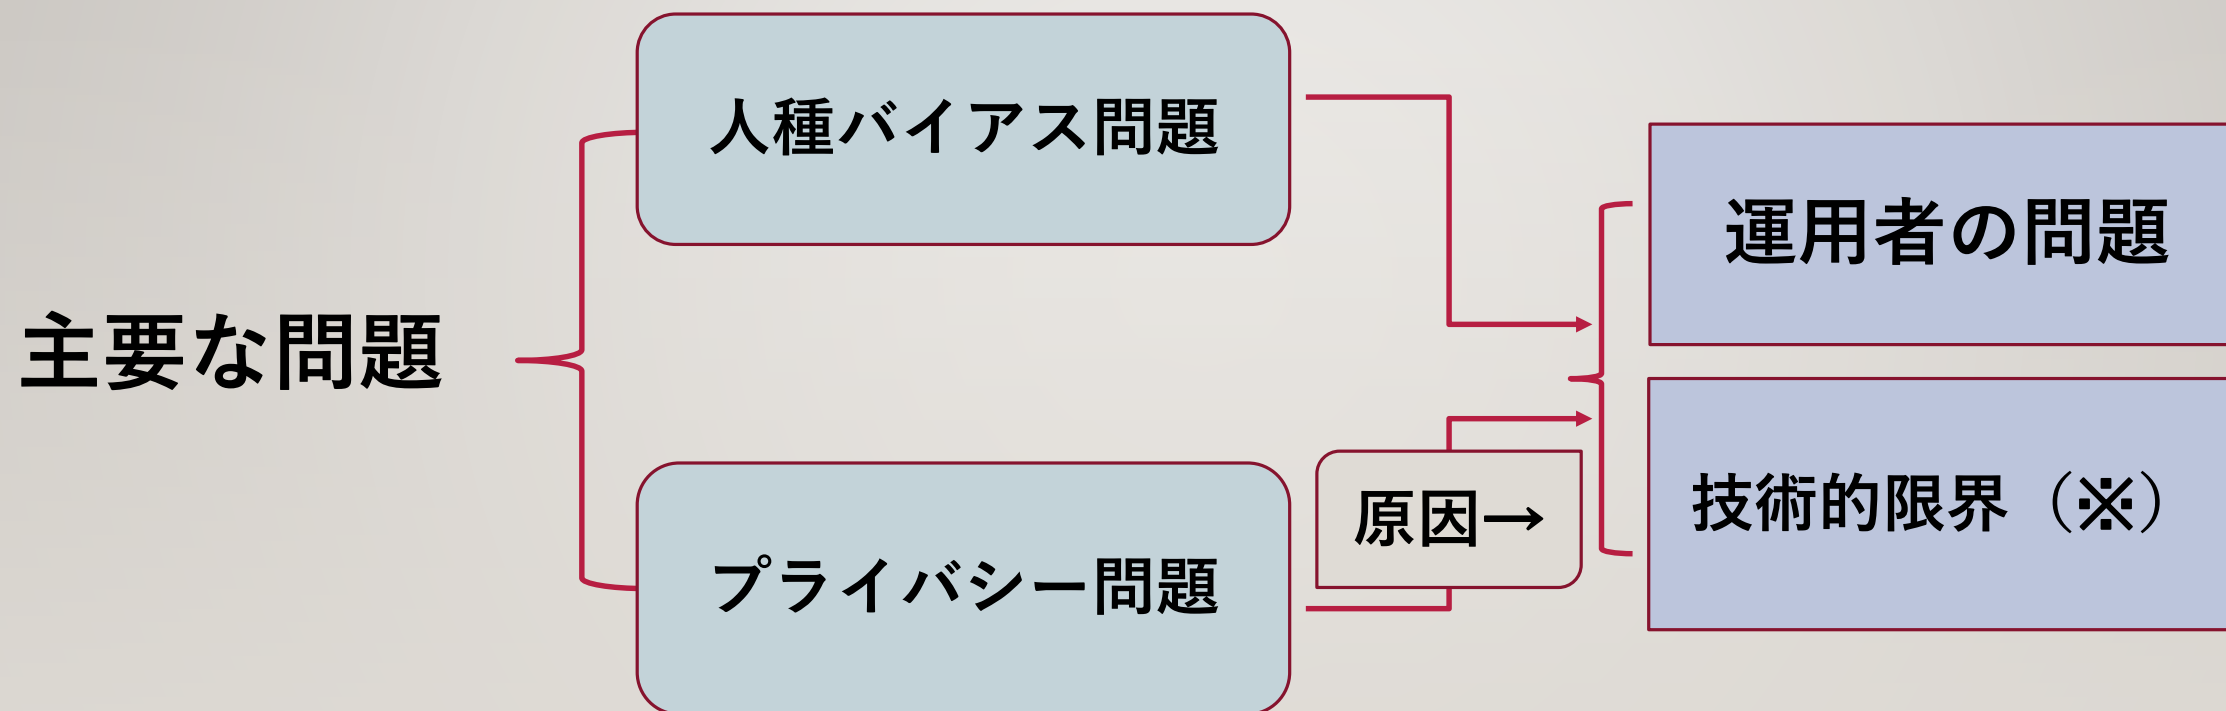 主要な問題
人種バイアス問題
プライバシー問題
原因→
運用者の問題
技術的限界（※）